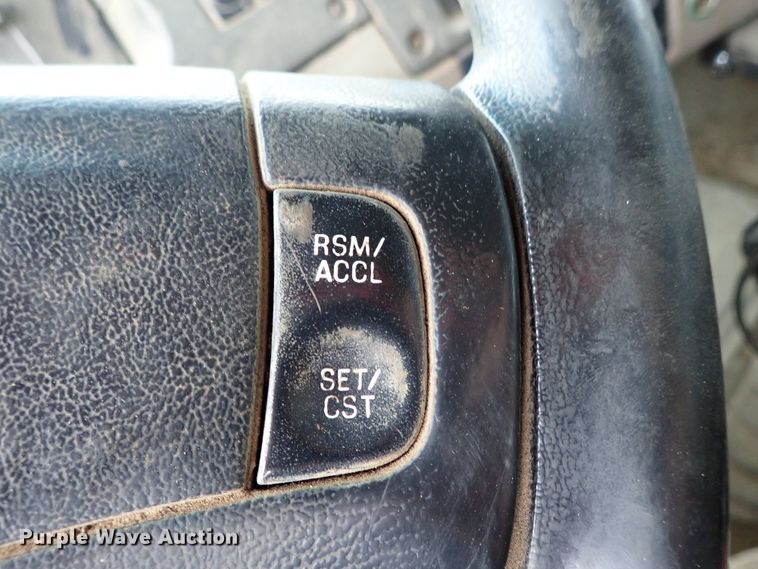 RSM/
ACCL
SET/
CST
Purple Wave Auction